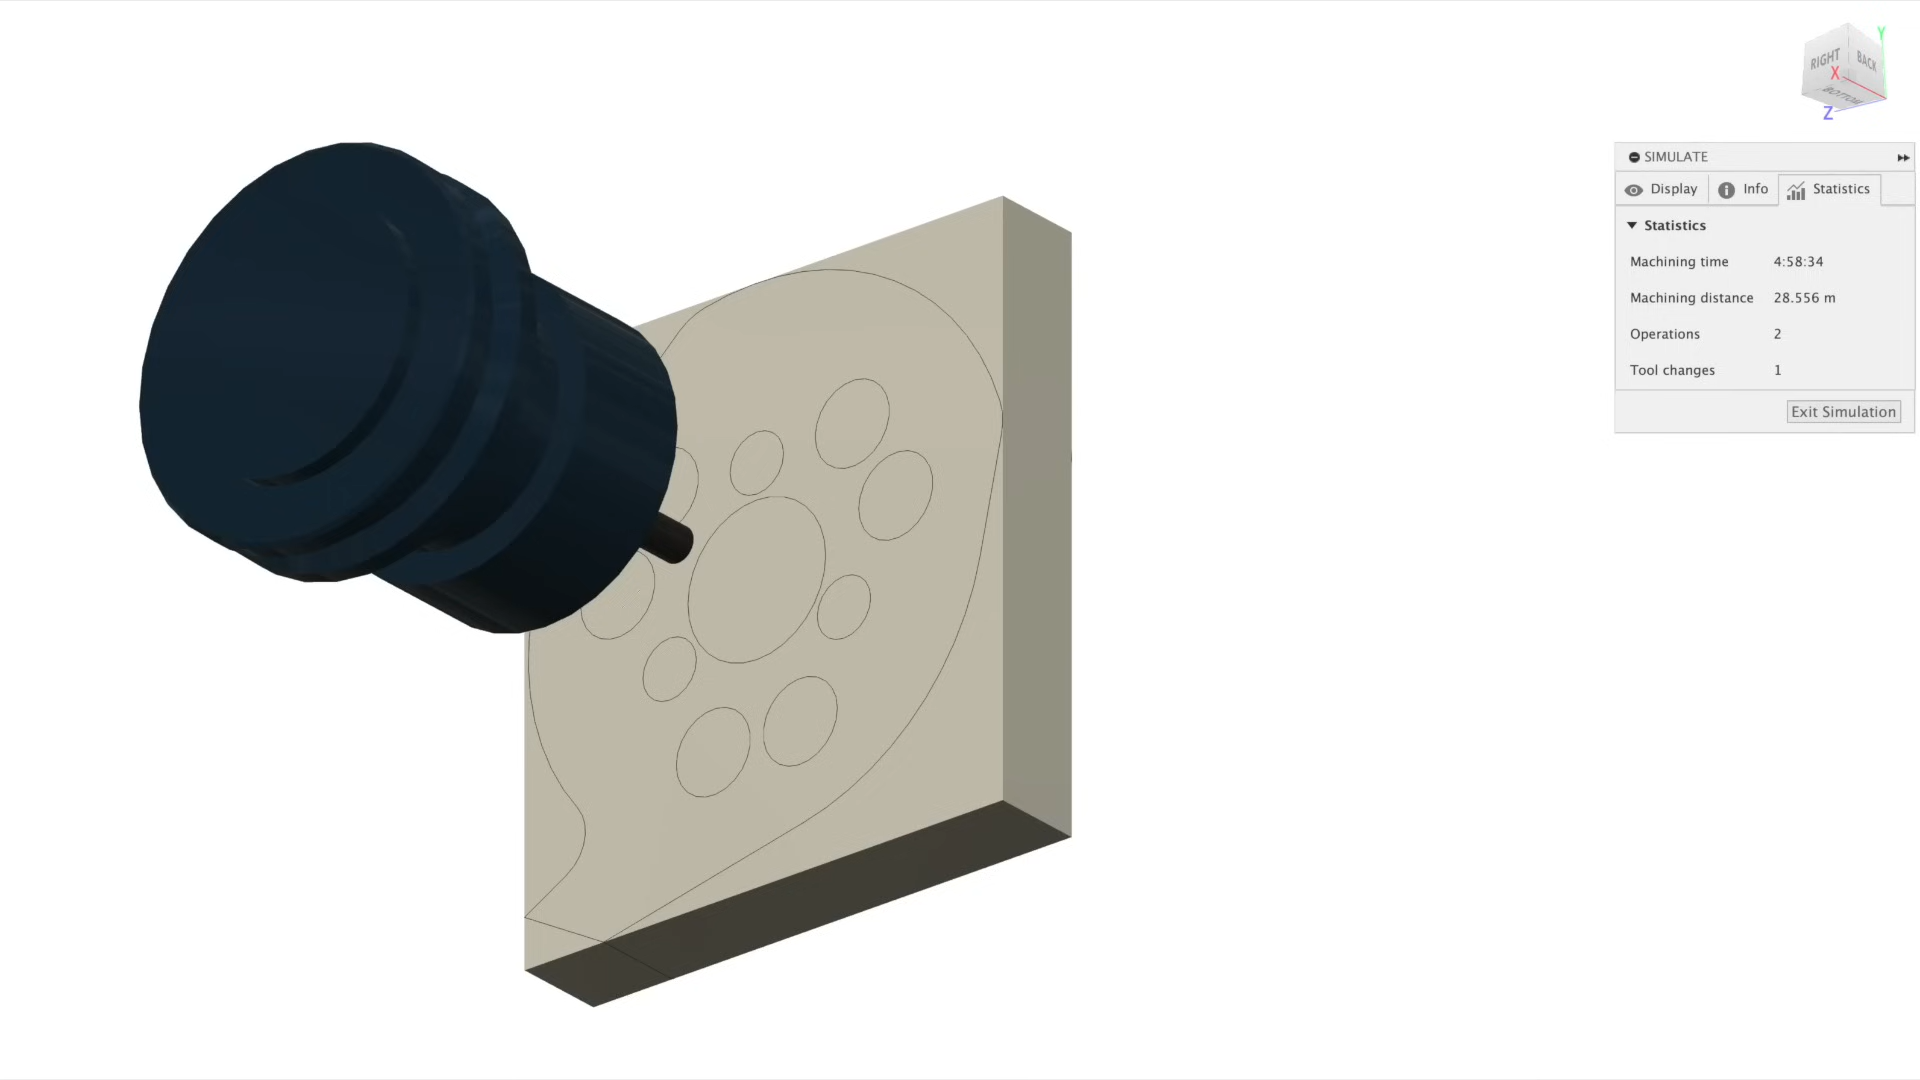 Y
RIGHT BACK
X
BOTTOM
Z
SIMULATE
Display Info Statistics
Statistics
Machining time 4:58:34
Machining distance 28.556 m
Operations 2
Tool changes 1
Exit Simulation